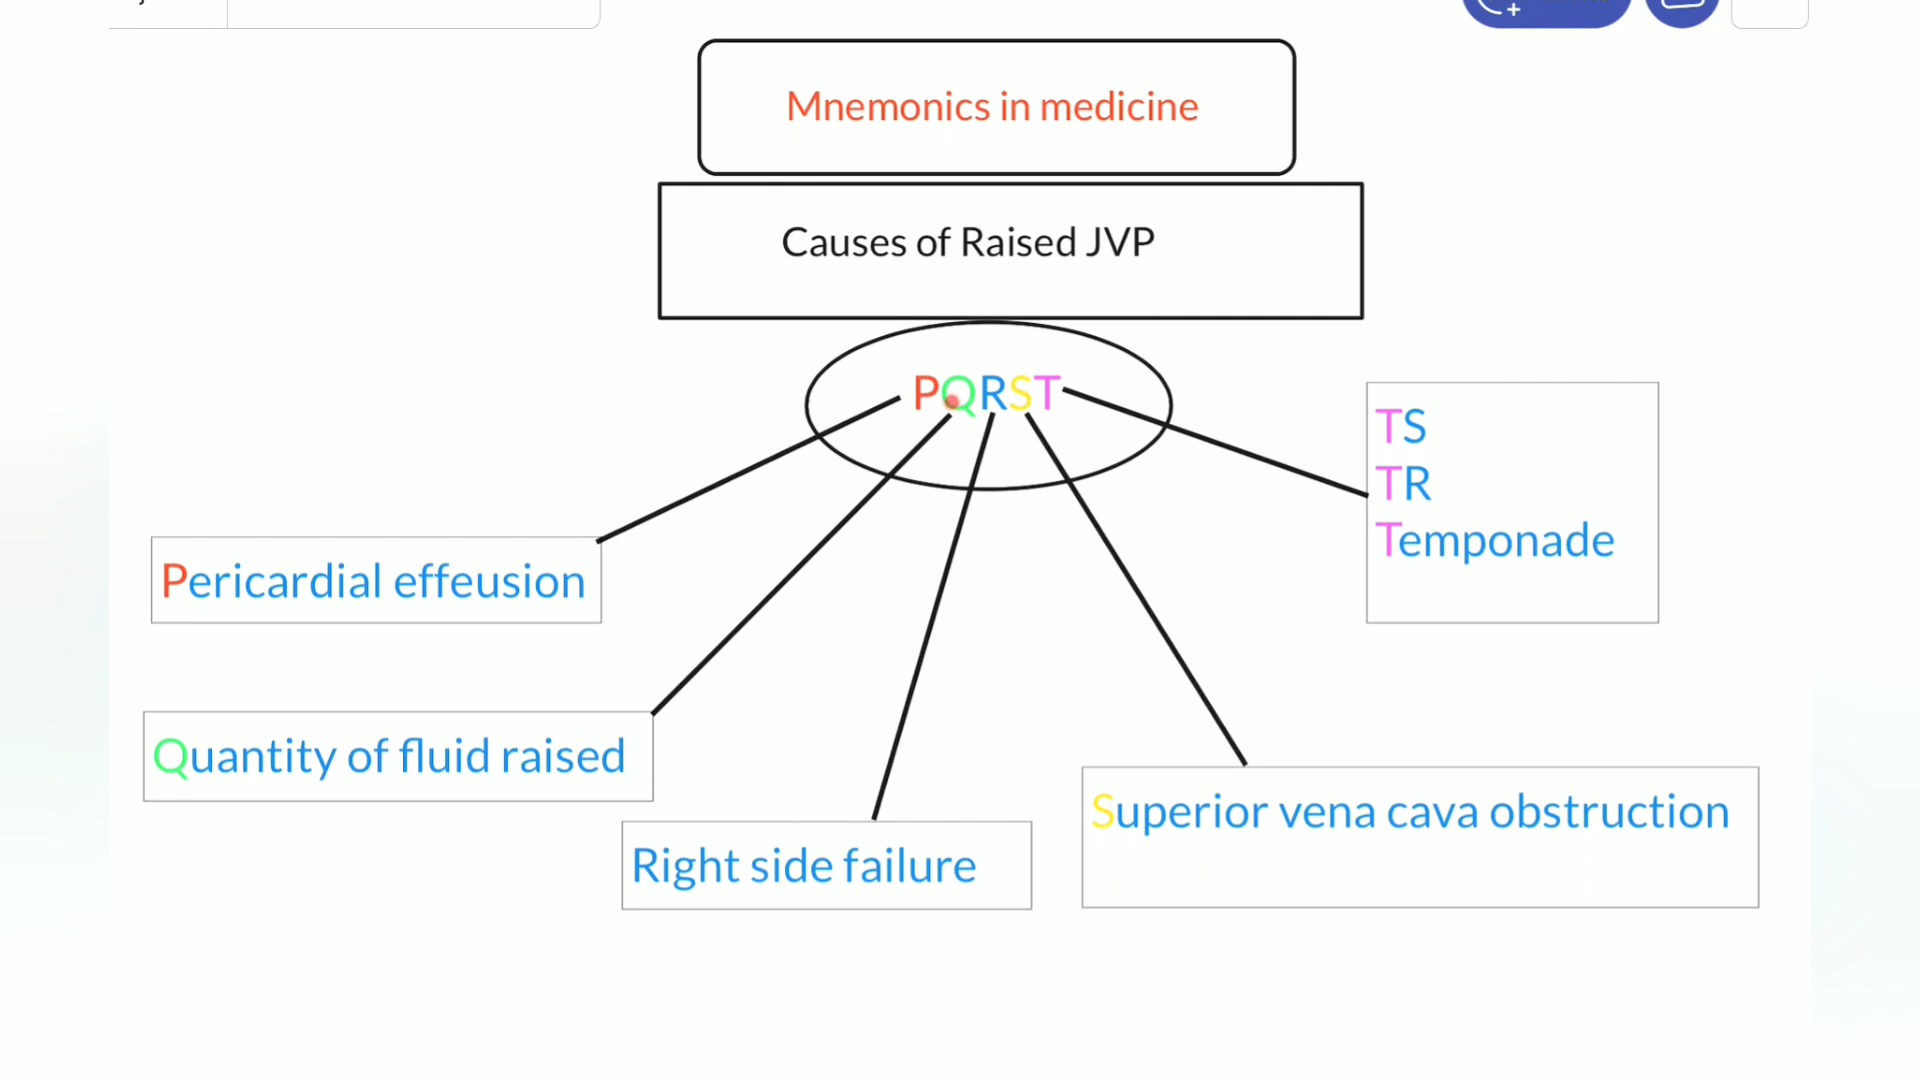 Mnemonics in medicine
Causes of Raised JVP
PQRST
TS
TR
Temponade
Pericardial effeusion
Quantity of fluid raised
Superior vena cava obstruction
Right side failure